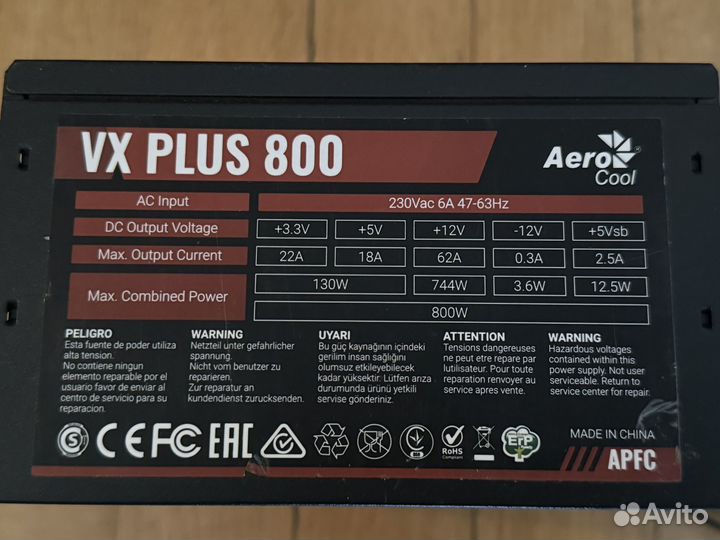 VX PLUS 800
Aero Cool
AC Input 230Vac 6A 47-63Hz
DC Output Voltage +3.3V +5V +12V -12V +5Vsb
Max. Output Current 22A 18A 62A 0.3A 2.5A
Max. Combined Power 130W 744W 3.6W 12.5W
800W
PELIGRO
Esta fuente de poder utiliza
alta tension.
No contiene ningun
elemento reparable por el
usuario favor de enviar al
centro de servicio para su
reparacion.
WARNING
Netzteil unter gefahrlicher
spannung.
Nicht vom benutzer zu
reparieren.
Zur reparatur an
kundendienst zurucksenden.
UYARI
Bu güç kaynağının içindeki
gerilim insan sağlığını
olumsuz etkileyebilecek
kadar yüksektir. Lütfen arıza
durumunda ürünü yetkili
servise gönderiniz.
ATTENTION
Tensions dangereuses
ne peut etre repare par
lutilisateur. Pour toute
reparation renvoyer au
service apres vente.
WARNING
Hazardous voltages
contained within this
power supply. Not user
serviceable. Return to
service center for repair.
S CE FC EAC RoHS Compliant ErP
MADE IN CHINA
APFC
Avito